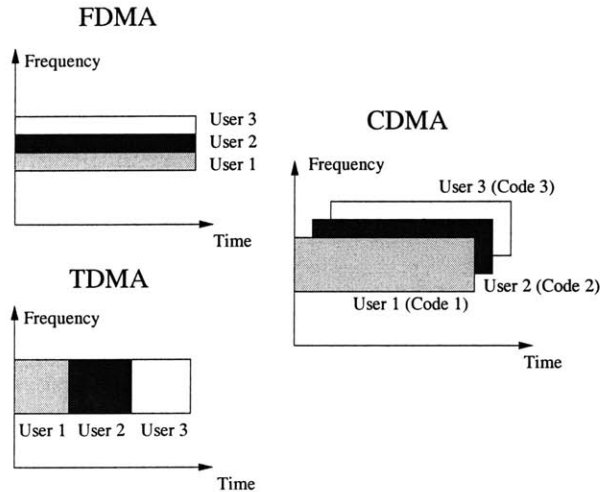 FDMA
Frequency
User 3
User 2
User 1
Time
TDMA
Frequency
User 1 User 2 User 3
Time
CDMA
Frequency
User 3 (Code 3)
User 2 (Code 2)
User 1 (Code 1)
Time